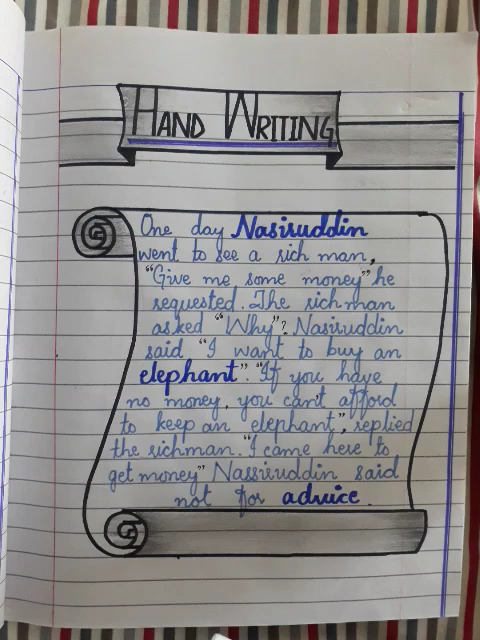 HAND WRITING
One day Nasiruddin
went to see a rich man,
"Give me some money" he
requested. The rich man
asked "Why"? Nasiruddin
said "I want to buy an
elephant". "If you have
no money, you can't afford
to keep an elephant", replied
the richman. "I came here to
get money" Nassiruddin said
not for advice.